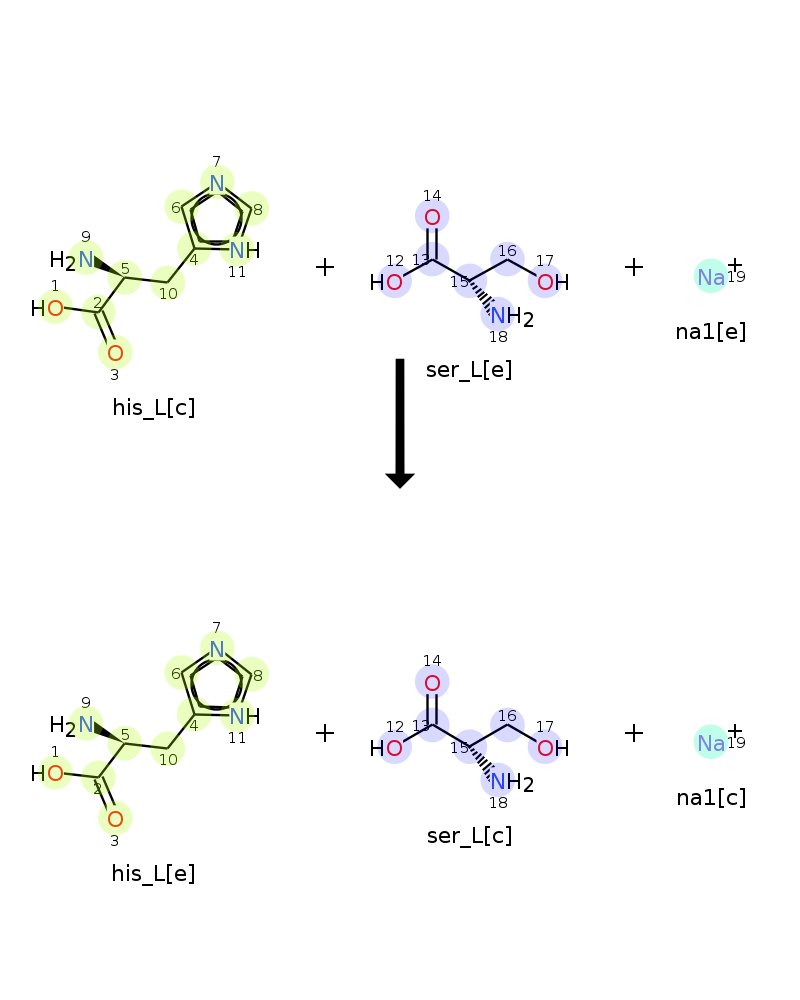 7
6
8
9
H₂N
5
4
NH
11
10
1
HO
2
O
3
his_L[c]
+
14
O
12
13
HO
15
16
17
OH
NH₂
18
ser_L[e]
+
Na+
19
na1[e]
7
N
6
8
9
H₂N
5
4
NH
11
10
1
HO
2
O
3
his_L[e]
+
14
O
12
13
HO
15
16
17
OH
NH₂
18
ser_L[c]
+
Na+
19
na1[c]